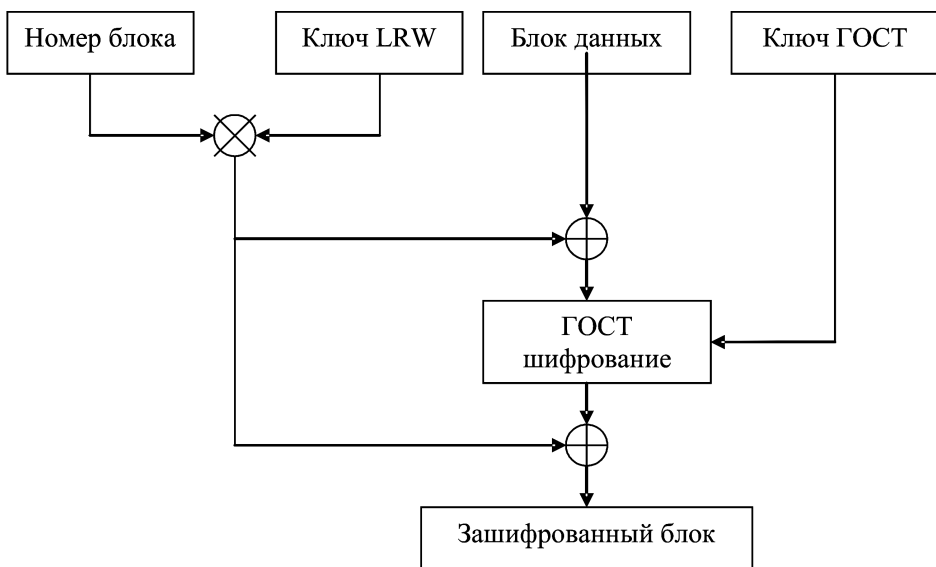 Номер блока
Ключ LRW
Блок данных
Ключ ГОСТ
ГОСТ
шифрование
Зашифрованный блок